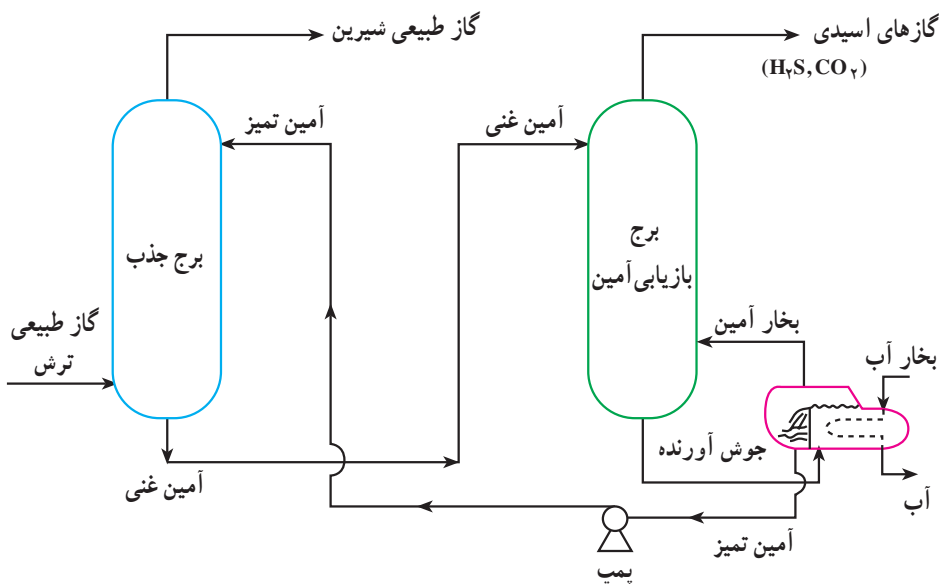 گاز طبیعی شیرین
گازهای اسیدی
(H₂S, CO₂)
آمین تمیز
آمین غنی
برج جذب
برج
بازیابی آمین
گاز طبیعی
ترش
بخار آمین
بخار آب
جوش آورنده
آمین غنی
آب
آمین تمیز
پمپ